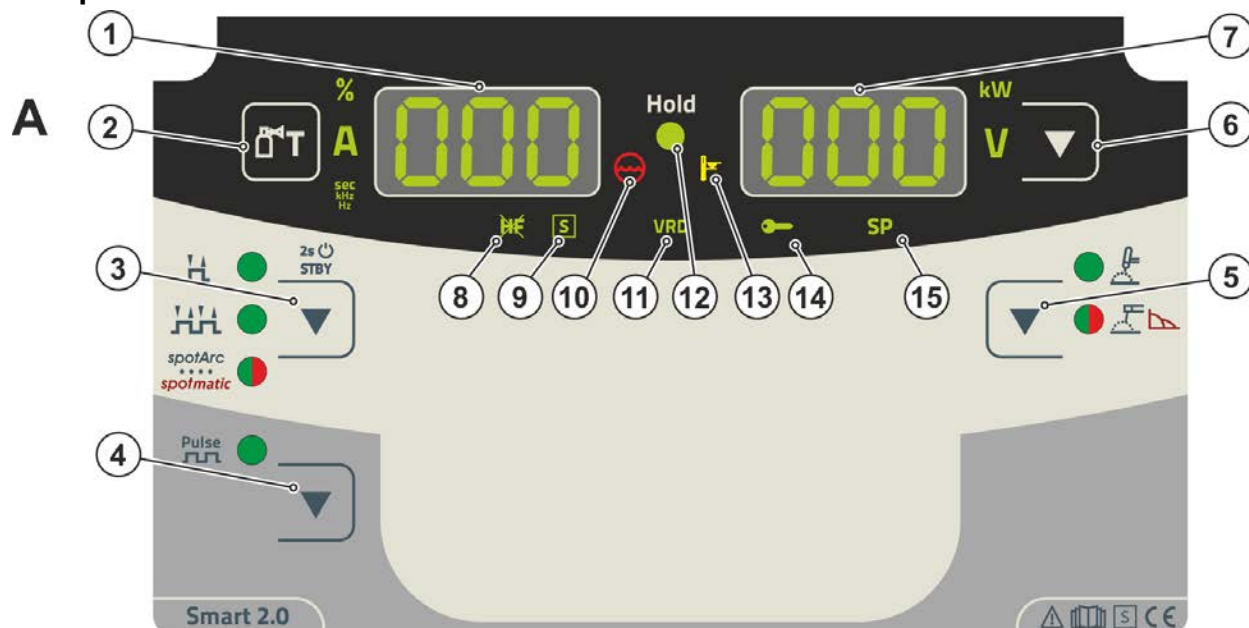 1
7
A
2
%
A
sec
kHz
Hz
000
Hold
000
kW
V
6
T
HF
S
VRD
SP
3
2s
STBY
8
9
10
11
12
13
14
15
5
spotArc
spotmatic
4
Pulse
Smart 2.0
S CE